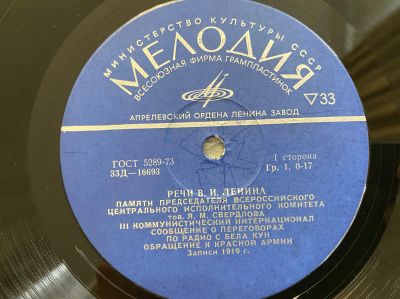 МИНИСТЕРСТВО КУЛЬТУРЫ СССР
МЕЛОДИЯ
ВСЕСОЮЗНАЯ ФИРМА ГРАМПЛАСТИНОК
▽33
АПРЕЛЕВСКИЙ ОРДЕНА ЛЕНИНА ЗАВОД
ГОСТ 5289-73
33Д—16693
I сторона
Гр. 1. 0-17
РЕЧИ В. И. ЛЕНИНА
ПАМЯТИ ПРЕДСЕДАТЕЛЯ ВСЕРОССИЙСКОГО
ЦЕНТРАЛЬНОГО ИСПОЛНИТЕЛЬНОГО КОМИТЕТА
тов. Я. М. СВЕРДЛОВА
III КОММУНИСТИЧЕСКИЙ ИНТЕРНАЦИОНАЛ
СООБЩЕНИЕ О ПЕРЕГОВОРАХ
ПО РАДИО С БЕЛА КУН
ОБРАЩЕНИЕ К КРАСНОЙ АРМИИ
Записи 1919 г.